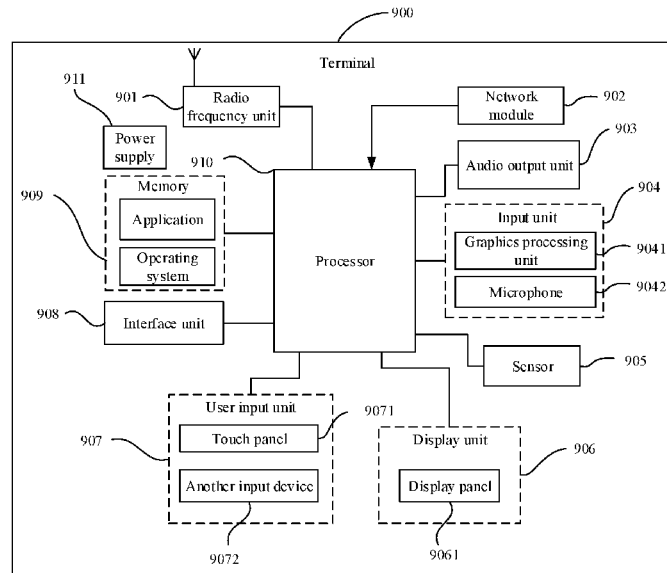 900
Terminal
911
901
Radio
frequency unit
Network
module
902
Power
supply
910
903
Audio output unit
Memory
909
Application
Operating
system
Processor
904
Input unit
Graphics processing
unit
9041
Microphone
9042
908
Interface unit
Sensor
905
User input unit
9071
907
Touch panel
Another input device
9072
Display unit
906
Display panel
9061